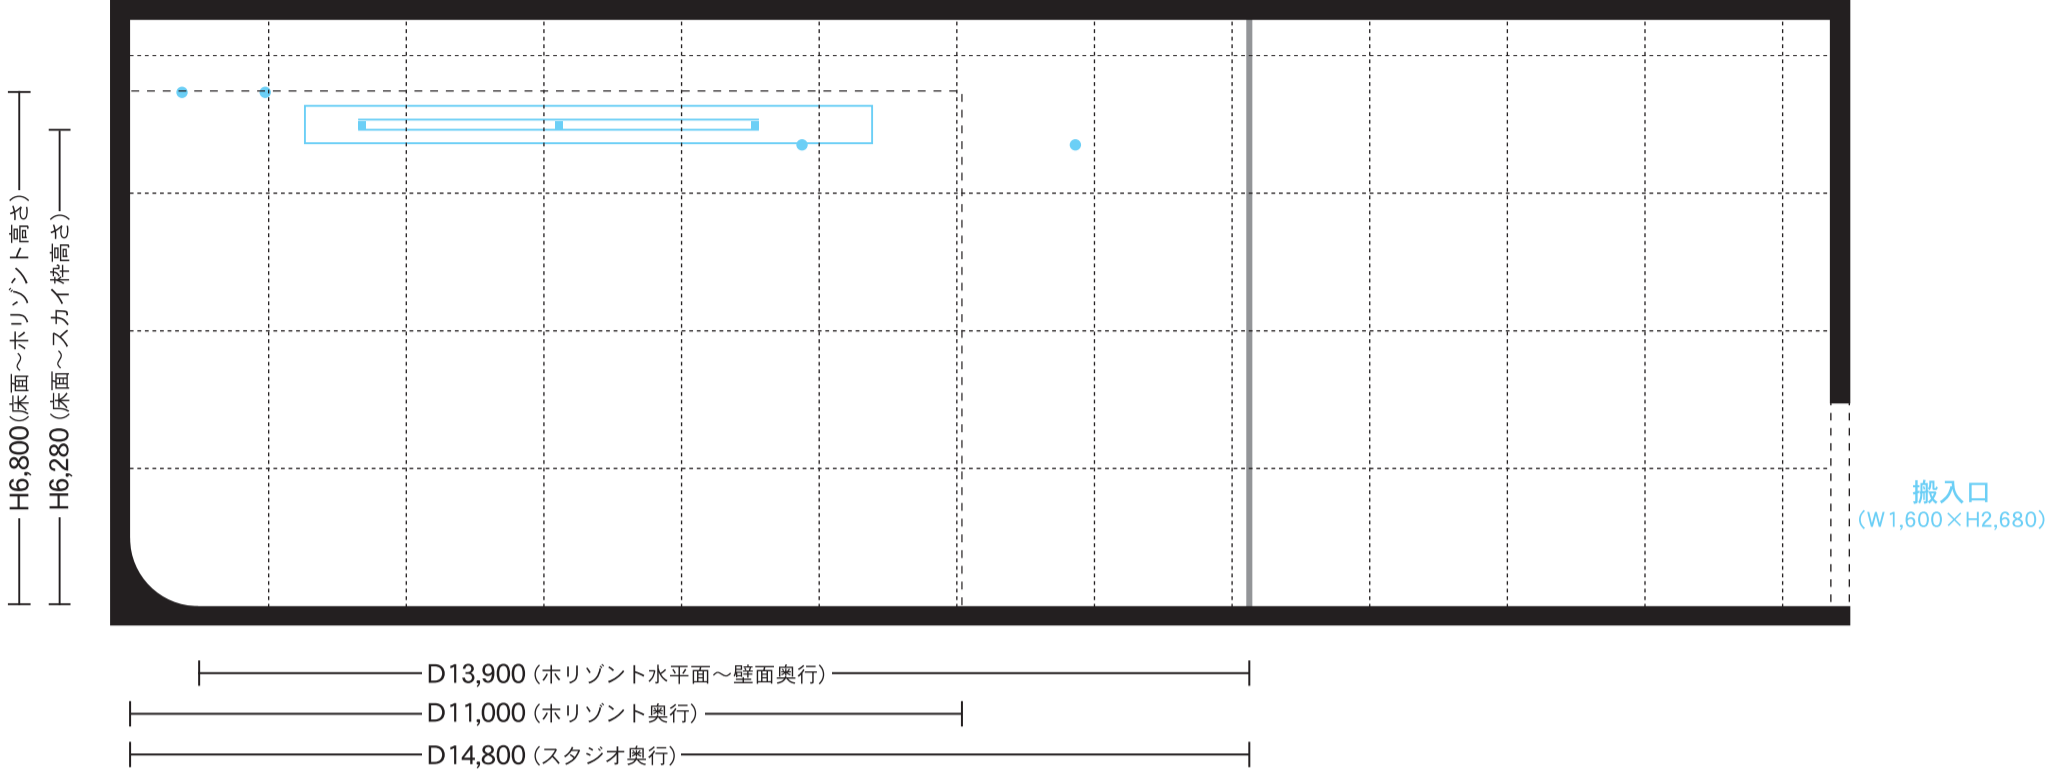 H6,800(床面〜ホリゾント高さ)
H6,280(床面〜スカイ枠高さ)
搬入口
(W1,600×H2,680)
D13,900(ホリゾント水平面〜壁面奥行)
D11,000(ホリゾント奥行)
D14,800(スタジオ奥行)